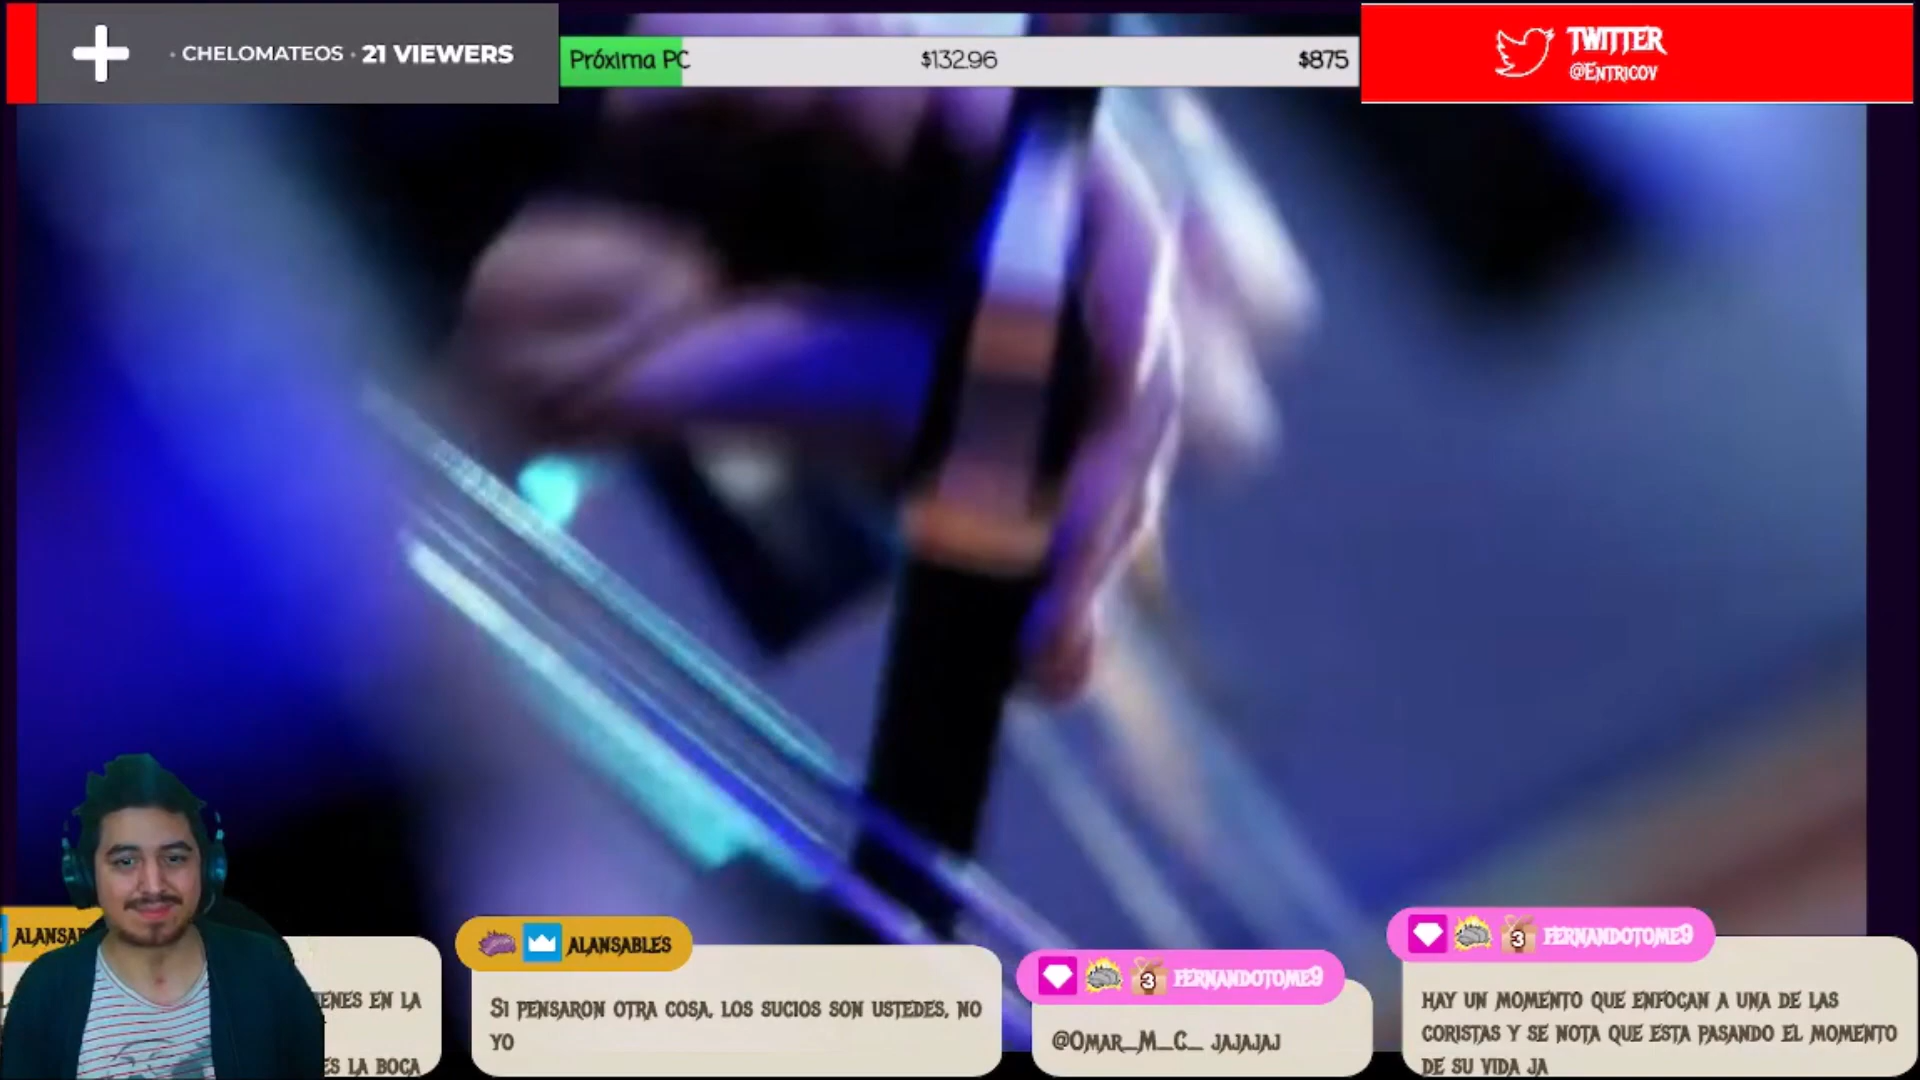 · CHELOMATEOS · 21 VIEWERS
Próxima PC $132.96 $875
TWITTER
@ENTRICOV
ENES EN LA
ES LA BOCA
ALANSABLES
SI PENSARON OTRA COSA, LOS SUCIOS SON USTEDES, NO
YO
3 FERNANDOTOME9
@OMAR_M_C_ JAJAJAJ
3 FERNANDOTOME9
HAY UN MOMENTO QUE ENFOCAN A UNA DE LAS
CORISTAS Y SE NOTA QUE ESTA PASANDO EL MOMENTO
DE SU VIDA JA